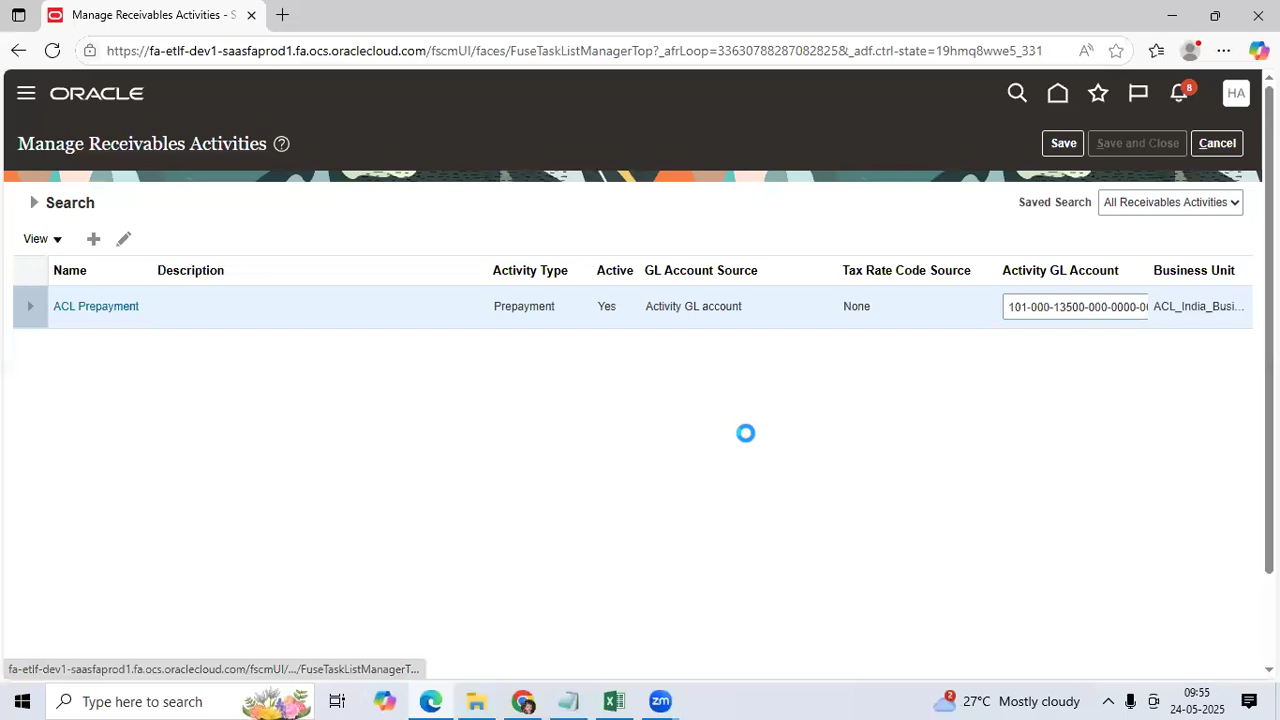 Manage Receivables Activities - S
https://fa-etlf-dev1-saasfaprod1.fa.ocs.oraclecloud.com/fscmUI/faces/FuseTaskListManagerTop?_afrLoop=3363078828708282​5&_adf.ctrl-state=19hmq8wwe5_331
ORACLE
8
HA
Manage Receivables Activities
Save
Save and Close
Cancel
Search
Saved Search
All Receivables Activities
View
Name
Description
Activity Type
Active
GL Account Source
Tax Rate Code Source
Activity GL Account
Business Unit
ACL Prepayment
Prepayment
Yes
Activity GL account
None
101-000-13500-000-0000-0
ACL_India_Busi...
fa-etlf-dev1-saasfaprod1.fa.ocs.oraclecloud.com/fscmUI/.../FuseTaskListManagerT...
Type here to search
zm
2
27°C Mostly cloudy
09:55
24-05-2025